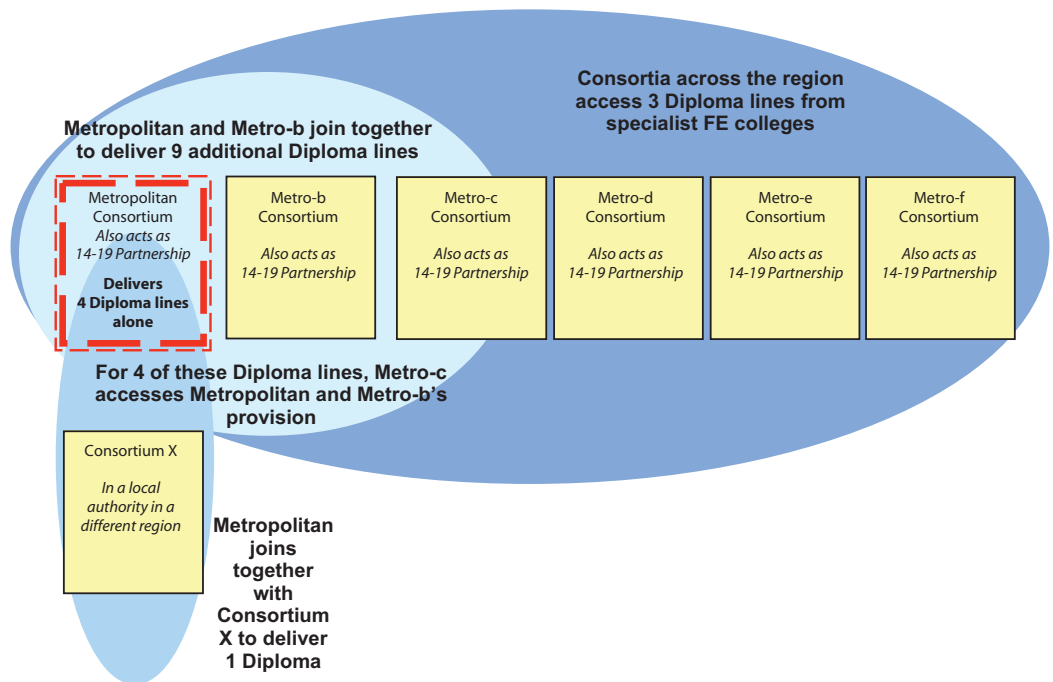 Consortia across the region
access 3 Diploma lines from
specialist FE colleges
Metropolitan and Metro-b join together
to deliver 9 additional Diploma lines
Metropolitan
Consortium
Also acts as
14-19 Partnership
Delivers
4 Diploma lines
alone
Metro-b
Consortium
Also acts as
14-19 Partnership
Metro-c
Consortium
Also acts as
14-19 Partnership
Metro-d
Consortium
Also acts as
14-19 Partnership
Metro-e
Consortium
Also acts as
14-19 Partnership
Metro-f
Consortium
Also acts as
14-19 Partnership
For 4 of these Diploma lines, Metro-c
accesses Metropolitan and Metro-b's
provision
Consortium X
In a local
authority in a
different region
Metropolitan
joins
together
with
Consortium
X to deliver
1 Diploma